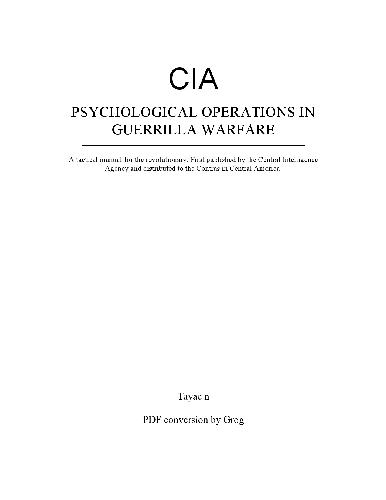 CIA
PSYCHOLOGICAL OPERATIONS IN
GUERRILLA WARFARE
A tactical manual for the revolutionary. First published by the Central Intelligence
Agency and distributed to the Contras in Central America
PDF conversion by Greg